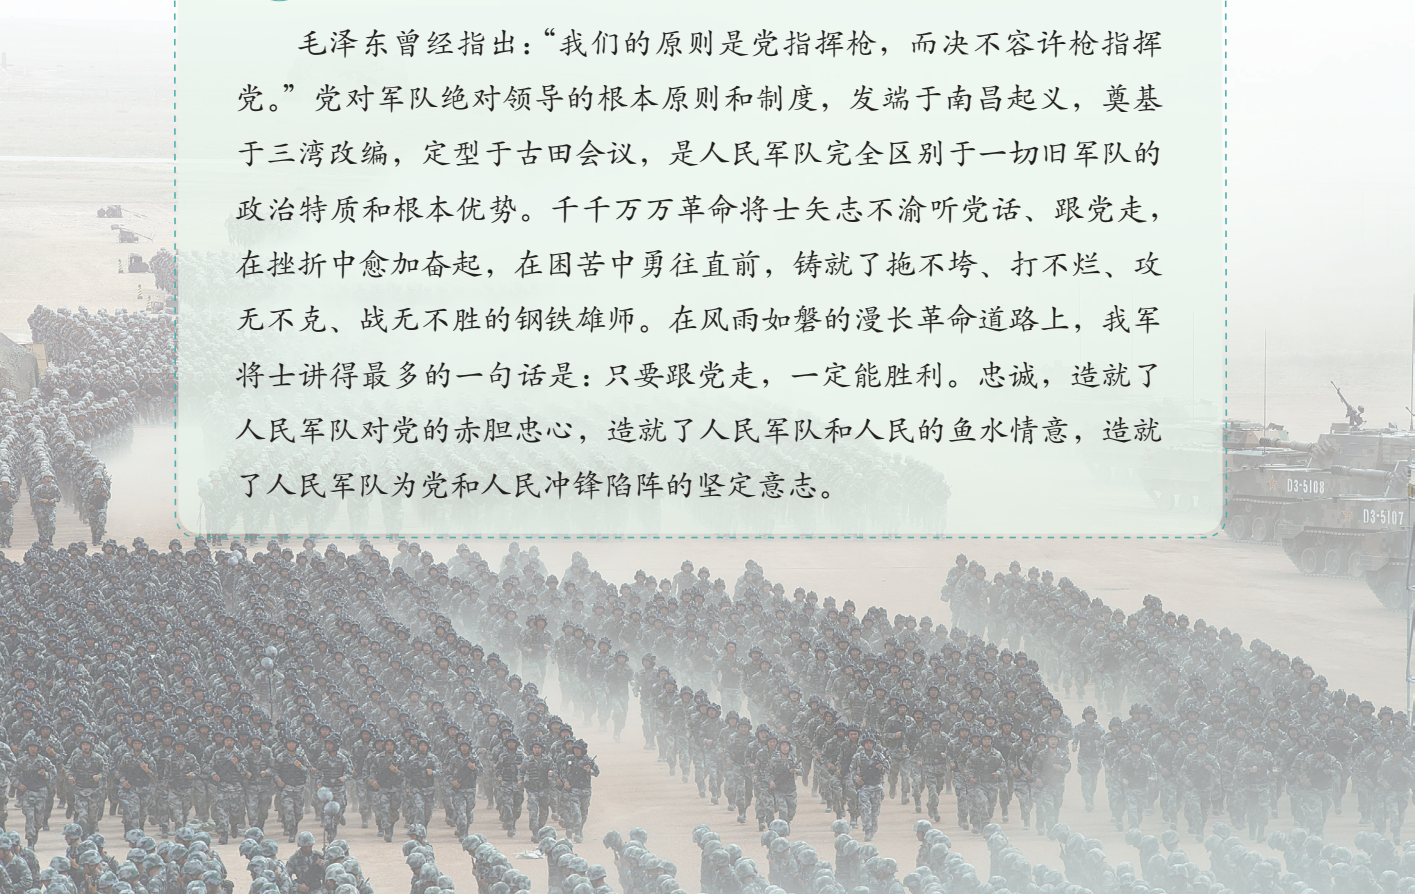 毛泽东曾经指出：“我们的原则是党指挥枪，而决不容许枪指挥
党。”党对军队绝对领导的根本原则和制度，发端于南昌起义，奠基
于三湾改编，定型于古田会议，是人民军队完全区别于一切旧军队的
政治特质和根本优势。千千万万革命将士矢志不渝听党话、跟党走，
在挫折中愈加奋起，在困苦中勇往直前，铸就了拖不垮、打不烂、攻
无不克、战无不胜的钢铁雄师。在风雨如磐的漫长革命道路上，我军
将士讲得最多的一句话是：只要跟党走，一定能胜利。忠诚，造就了
人民军队对党的赤胆忠心，造就了人民军队和人民的鱼水情意，造就
了人民军队为党和人民冲锋陷阵的坚定意志。
D3-5108
D3-5107